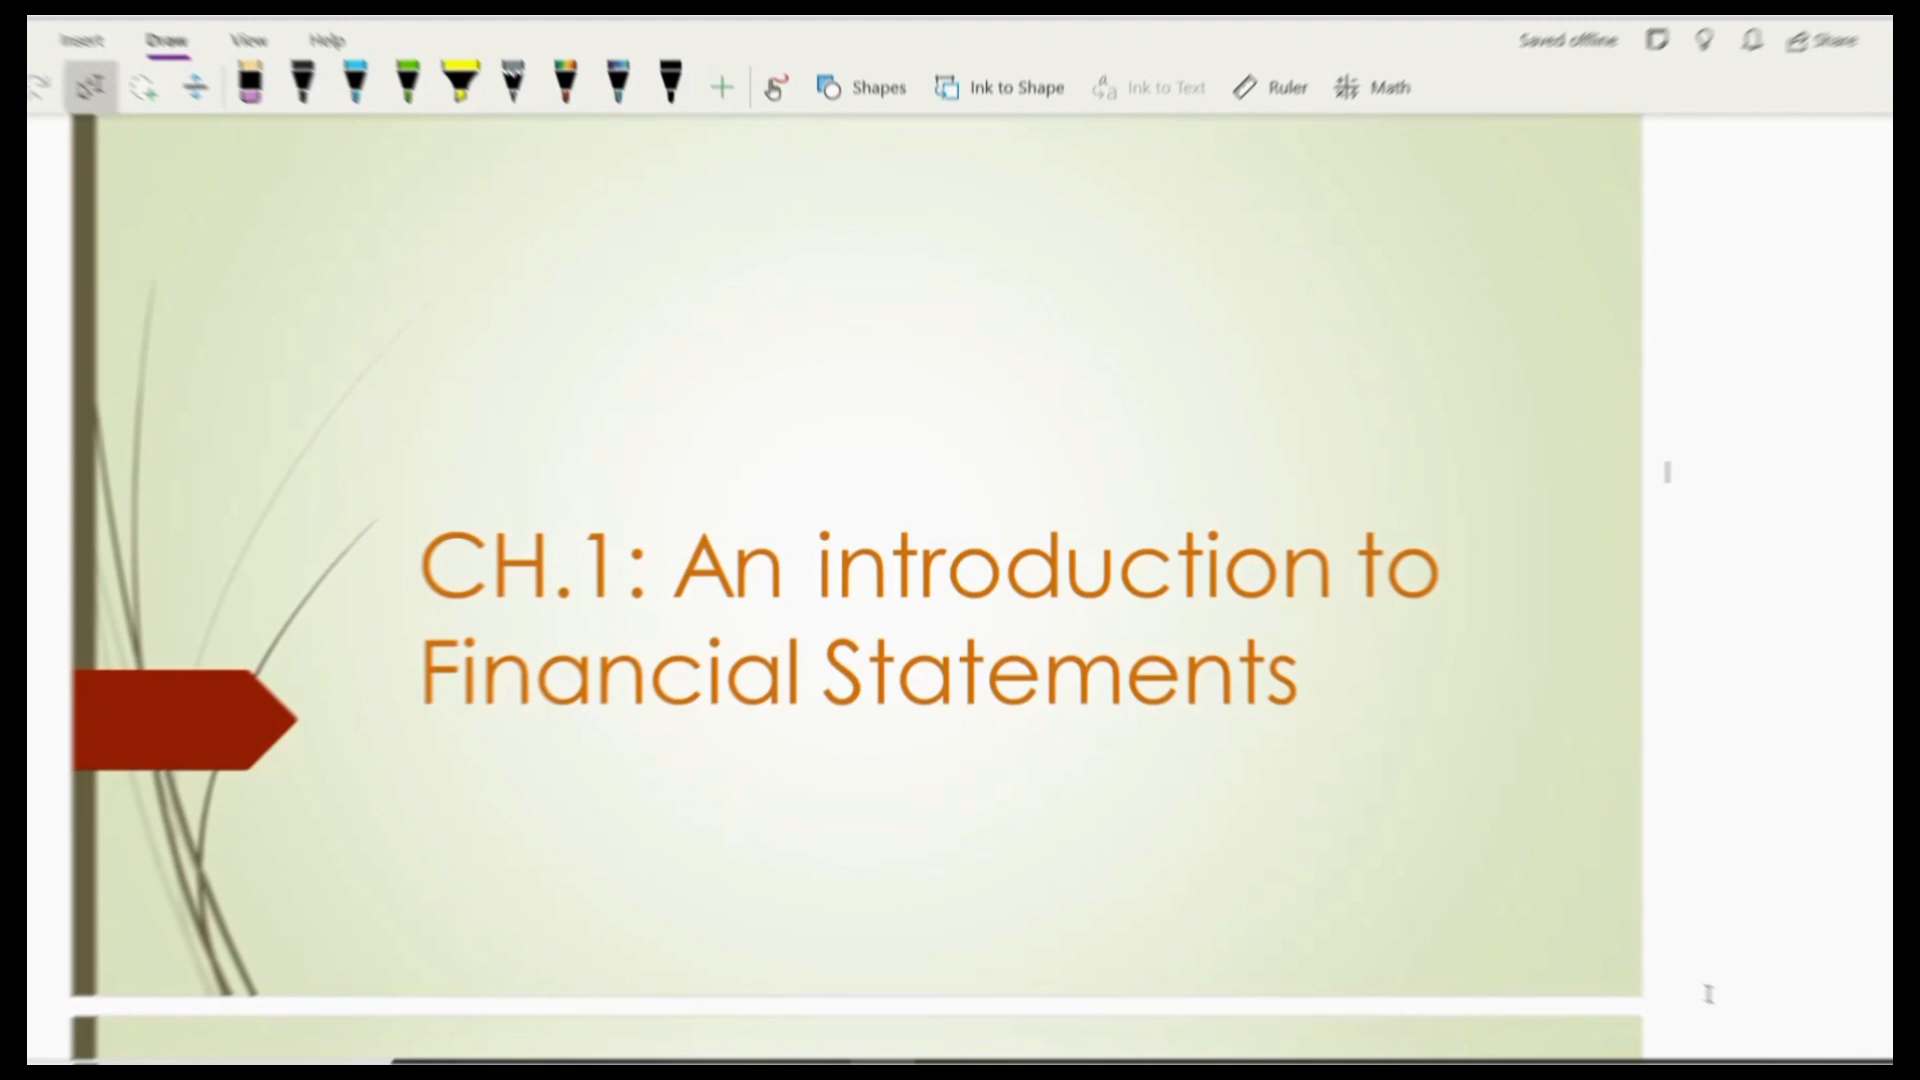 Insert Draw View Help Saved offline Share
Shapes Ink to Shape Ink to Text Ruler Math
CH.1: An introduction to
Financial Statements